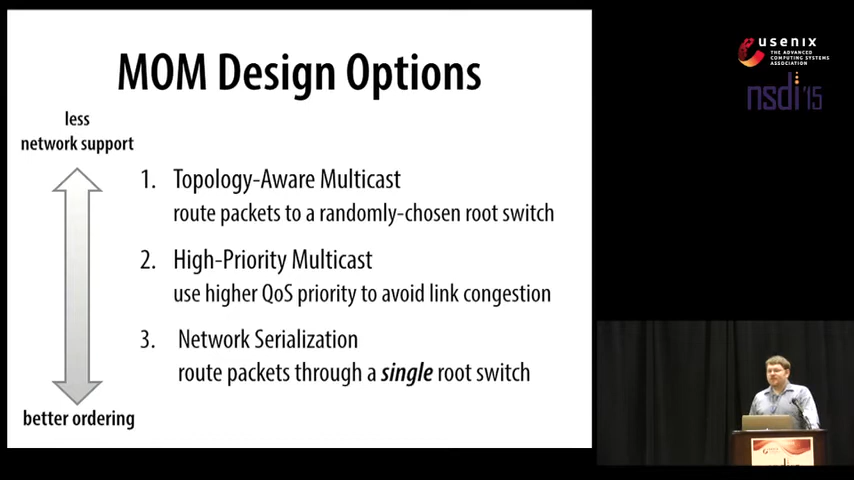 MOM Design Options
less
network support
1. Topology-Aware Multicast
route packets to a randomly-chosen root switch
2. High-Priority Multicast
use higher QoS priority to avoid link congestion
3. Network Serialization
route packets through a single root switch
better ordering
usenix
THE ADVANCED
COMPUTING SYSTEMS
ASSOCIATION
nsdi '15